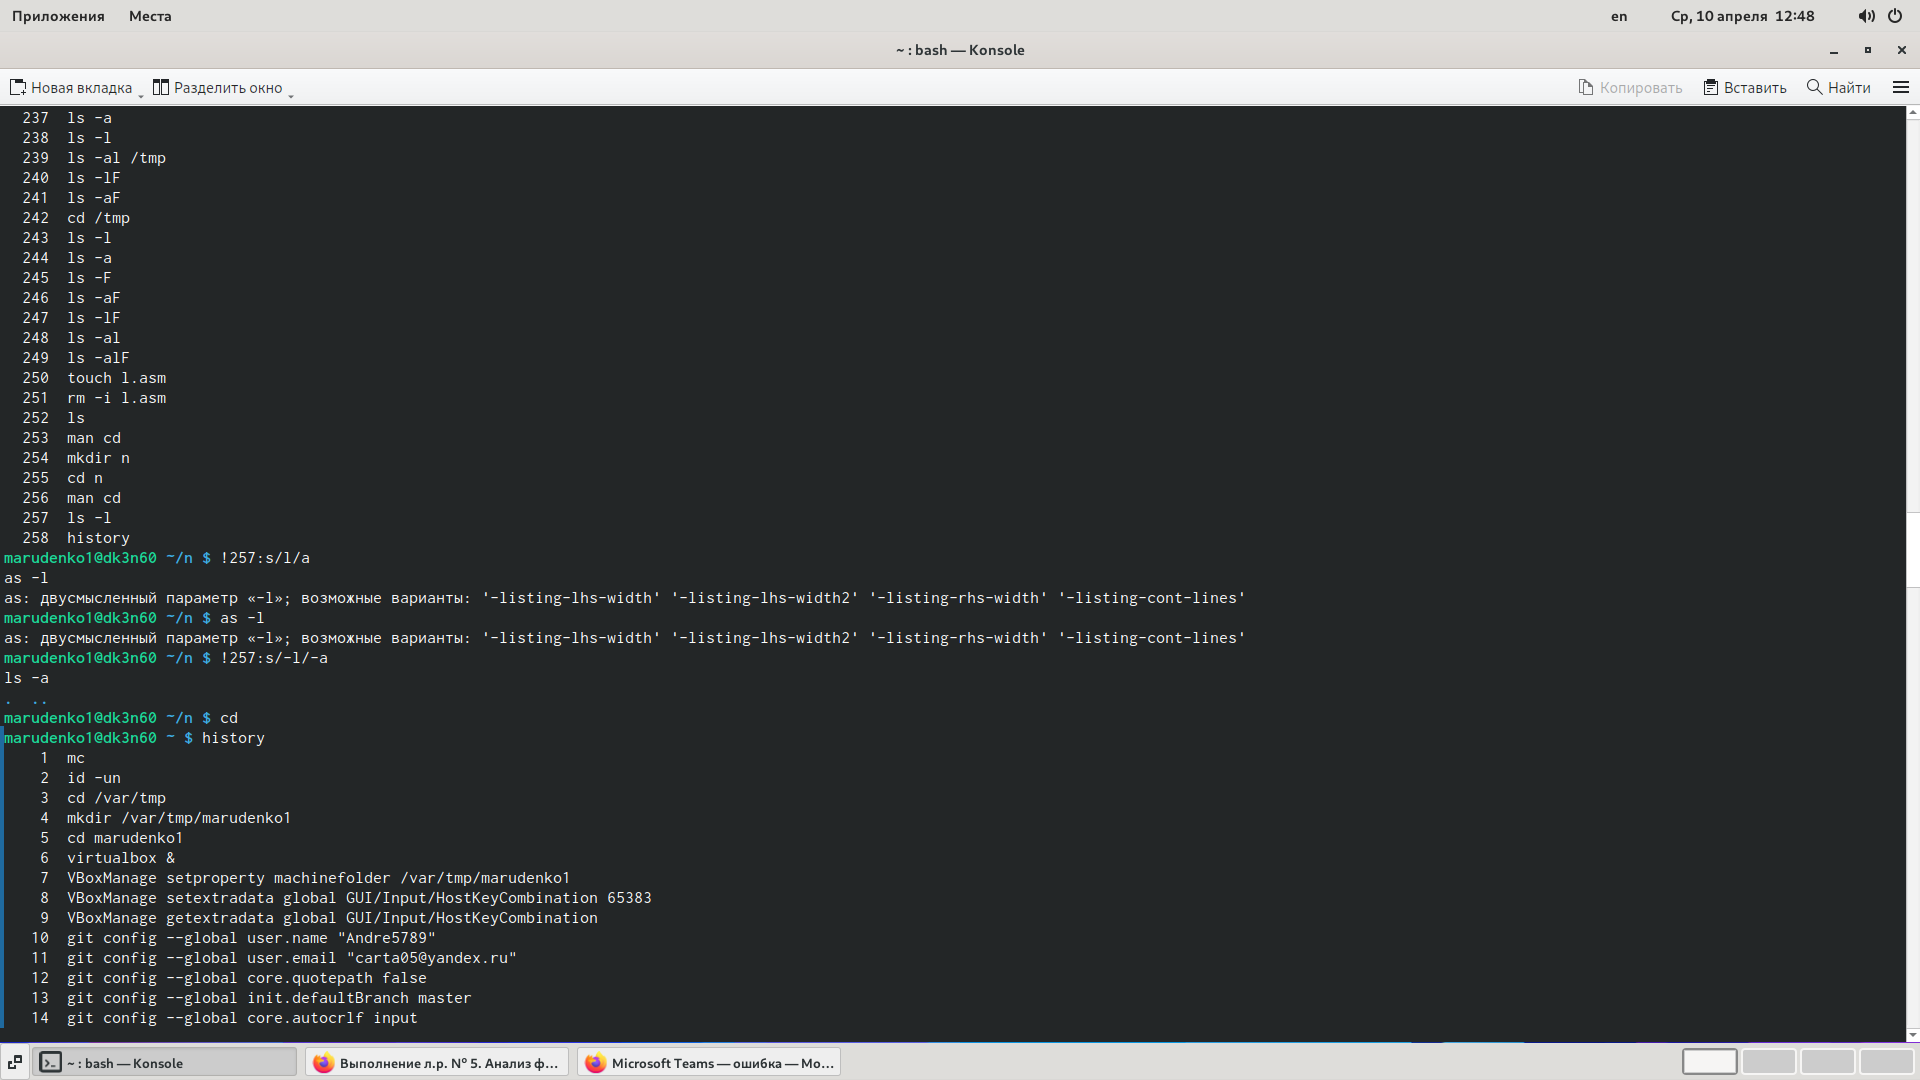 Приложения Места en Ср, 10 апреля 12:48
~ : bash — Konsole
Новая вкладка Разделить окно Копировать Вставить Найти
237 ls -a
238 ls -l
239 ls -al /tmp
240 ls -lF
241 ls -aF
242 cd /tmp
243 ls -l
244 ls -a
245 ls -F
246 ls -aF
247 ls -lF
248 ls -al
249 ls -alF
250 touch l.asm
251 rm -i l.asm
252 ls
253 man cd
254 mkdir n
255 cd n
256 man cd
257 ls -l
258 history
marudenko1@dk3n60 ~/n $ !257:s/l/a
as -l
as: двусмысленный параметр «-l»; возможные варианты: '-listing-lhs-width' '-listing-lhs-width2' '-listing-rhs-width' '-listing-cont-lines'
marudenko1@dk3n60 ~/n $ as -l
as: двусмысленный параметр «-l»; возможные варианты: '-listing-lhs-width' '-listing-lhs-width2' '-listing-rhs-width' '-listing-cont-lines'
marudenko1@dk3n60 ~/n $ !257:s/-l/-a
ls -a
. ..
marudenko1@dk3n60 ~/n $ cd
marudenko1@dk3n60 ~ $ history
1 mc
2 id -un
3 cd /var/tmp
4 mkdir /var/tmp/marudenko1
5 cd marudenko1
6 virtualbox &
7 VBoxManage setproperty machinefolder /var/tmp/marudenko1
8 VBoxManage setextradata global GUI/Input/HostKeyCombination 65383
9 VBoxManage getextradata global GUI/Input/HostKeyCombination
10 git config --global user.name "Andre5789"
11 git config --global user.email "carta05@yandex.ru"
12 git config --global core.quotepath false
13 git config --global init.defaultBranch master
14 git config --global core.autocrlf input
~ : bash — Konsole Выполнение л.р. № 5. Анализ ф... Microsoft Teams — ошибка — Mo...